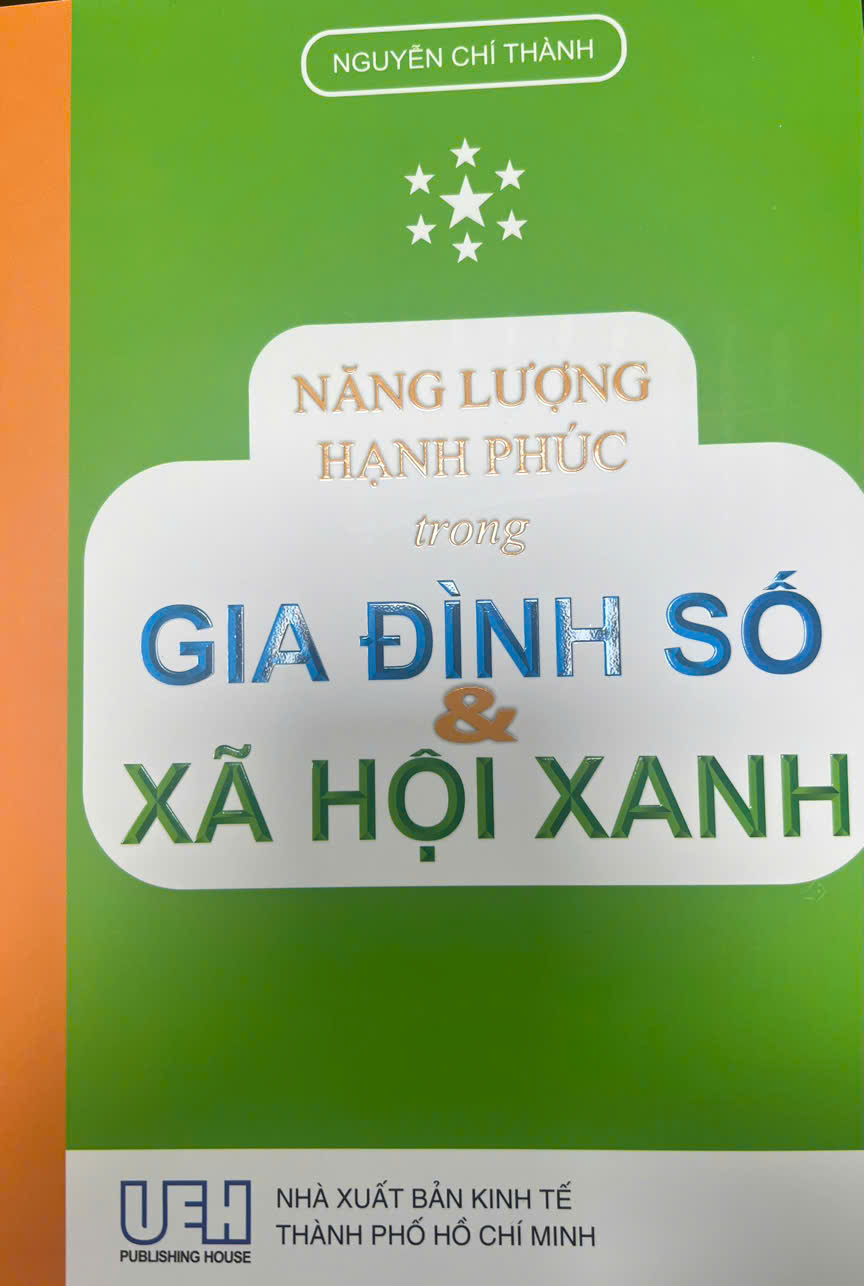 NGUYỄN CHÍ THÀNH
NĂNG LƯỢNG
HẠNH PHÚC
trong
GIA ĐÌNH SỐ
&
XÃ HỘI XANH
UEH
PUBLISHING HOUSE
NHÀ XUẤT BẢN KINH TẾ
THÀNH PHỐ HỒ CHÍ MINH